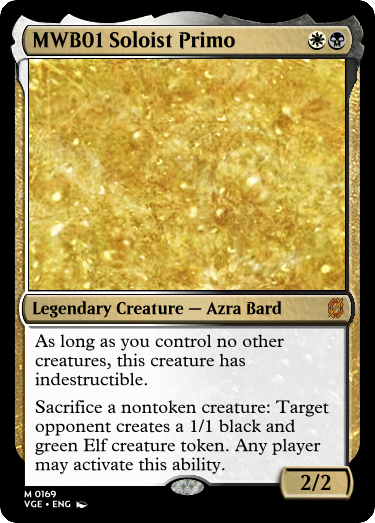 MWB01 Soloist Primo
Legendary Creature — Azra Bard
As long as you control no other
creatures, this creature has
indestructible.
Sacrifice a nontoken creature: Target
opponent creates a 1/1 black and
green Elf creature token. Any player
may activate this ability.
2/2
M 0169
VGE • ENG